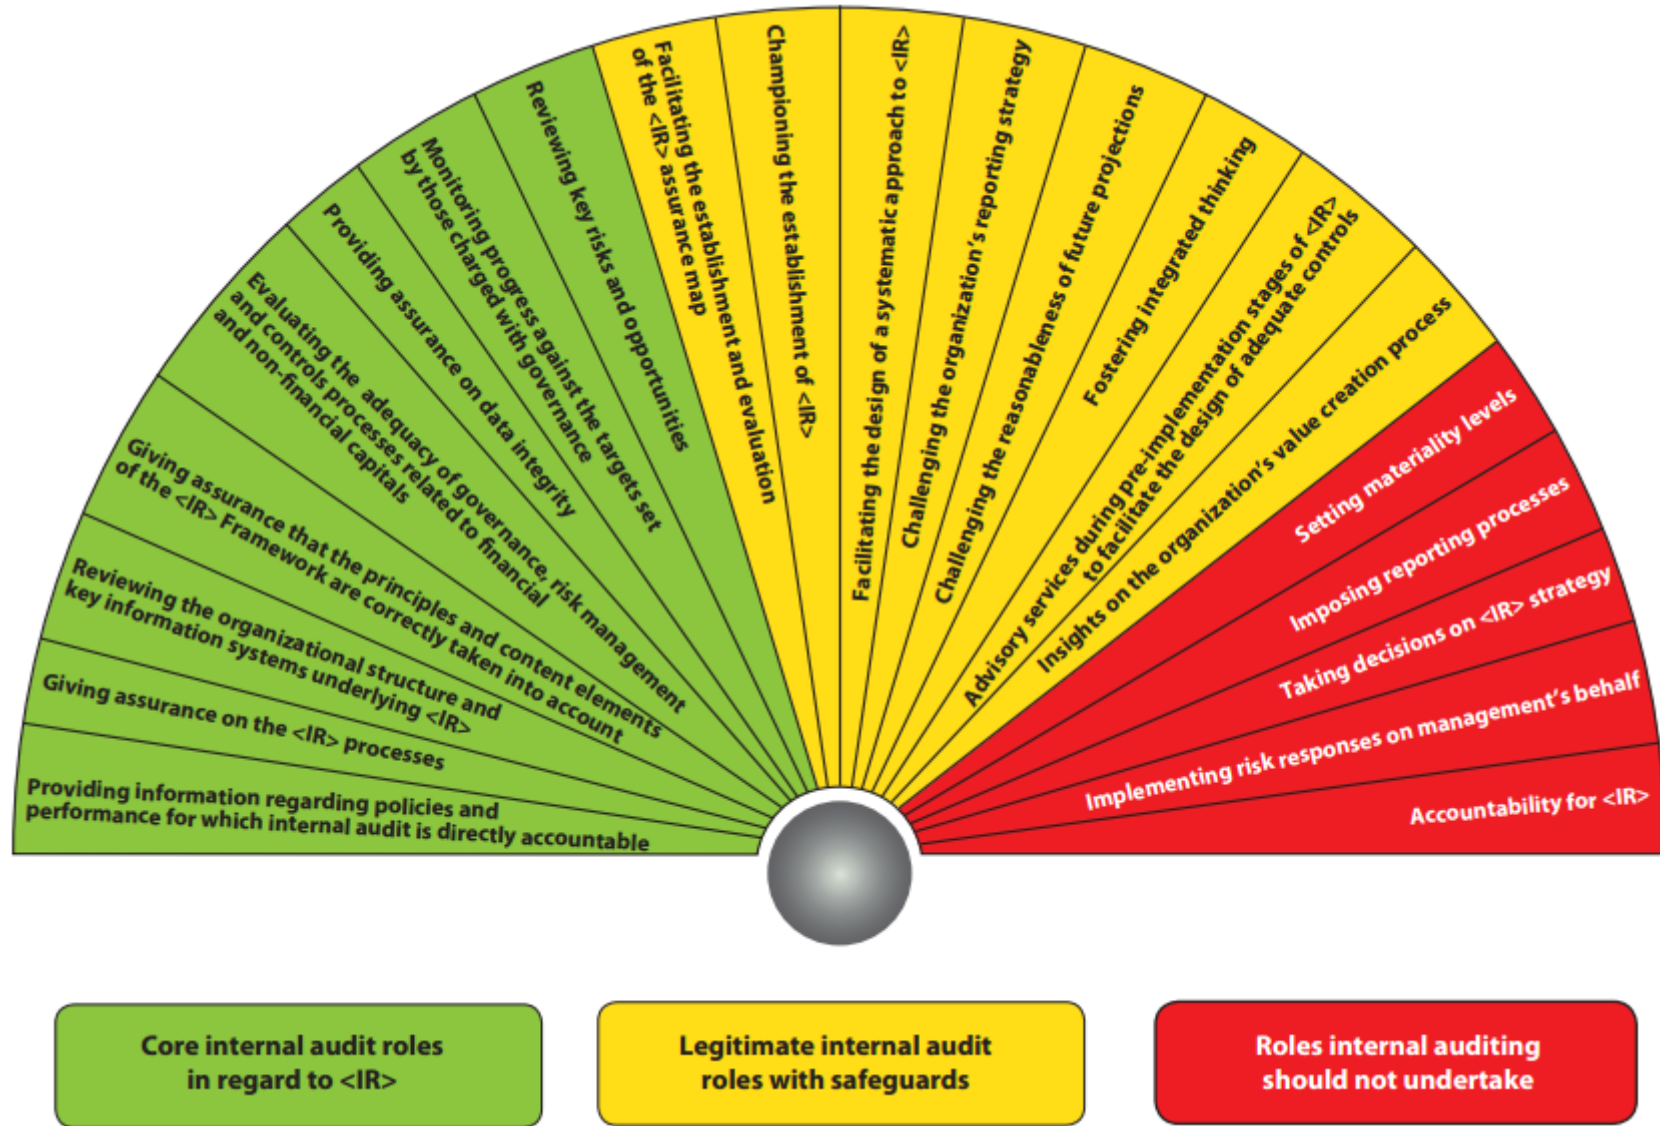 Providing information regarding policies and
performance for which internal audit is directly accountable
Giving assurance on the <IR> processes
Reviewing the organizational structure and
key information systems underlying <IR>
Giving assurance that the principles and content elements
of the <IR> Framework are correctly taken into account
Evaluating the adequacy of governance, risk management
and controls processes related to financial
and non-financial capitals
Providing assurance on data integrity
Monitoring progress against the targets set
by those charged with governance
Reviewing key risks and opportunities
Facilitating the establishment and evaluation
of the <IR> assurance map
Championing the establishment of <IR>
Facilitating the design of a systematic approach to <IR>
Challenging the organization's reporting strategy
Challenging the reasonableness of future projections
Fostering integrated thinking
Advisory services during pre-implementation stages of <IR>
to facilitate the design of adequate controls
Insights on the organization's value creation process
Setting materiality levels
Imposing reporting processes
Taking decisions on <IR> strategy
Implementing risk responses on management's behalf
Accountability for <IR>
Core internal audit roles
in regard to <IR>
Legitimate internal audit
roles with safeguards
Roles internal auditing
should not undertake